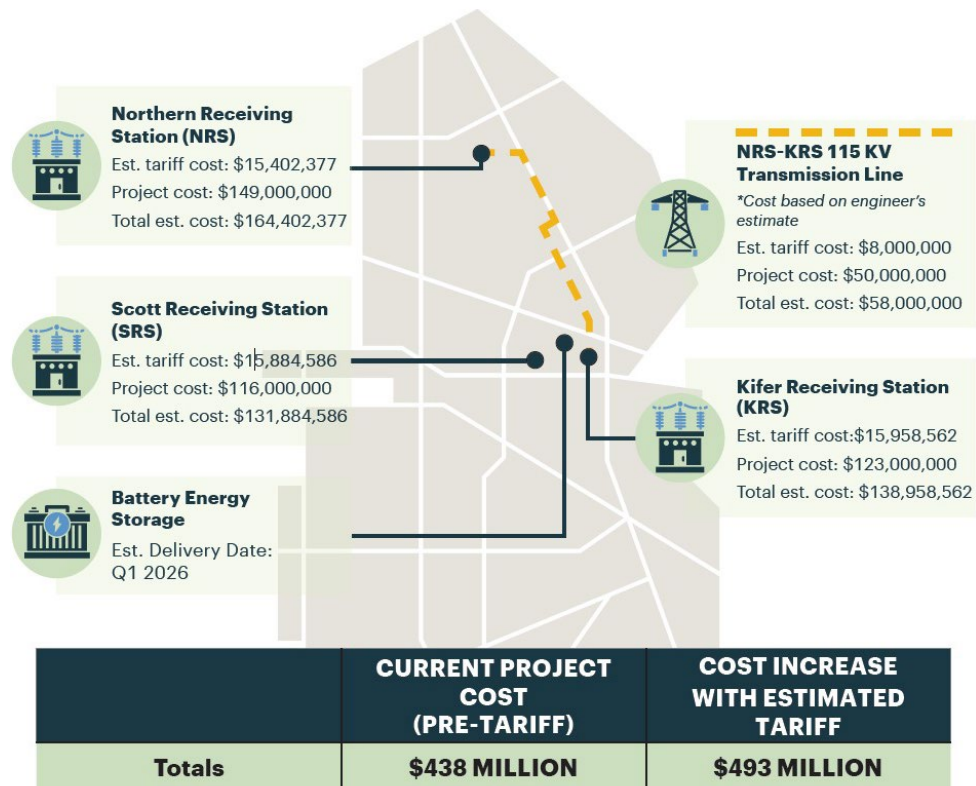 Northern Receiving
Station (NRS)
Est. tariff cost: $15,402,377
Project cost: $149,000,000
Total est. cost: $164,402,377
Scott Receiving Station
(SRS)
Est. tariff cost: $15,884,586
Project cost: $116,000,000
Total est. cost: $131,884,586
Battery Energy
Storage
Est. Delivery Date:
Q1 2026
NRS-KRS 115 KV
Transmission Line
*Cost based on engineer's
estimate
Est. tariff cost: $8,000,000
Project cost: $50,000,000
Total est. cost: $58,000,000
Kifer Receiving Station
(KRS)
Est. tariff cost:$15,958,562
Project cost: $123,000,000
Total est. cost: $138,958,562
CURRENT PROJECT
COST
(PRE-TARIFF)
COST INCREASE
WITH ESTIMATED
TARIFF
Totals
$438 MILLION
$493 MILLION